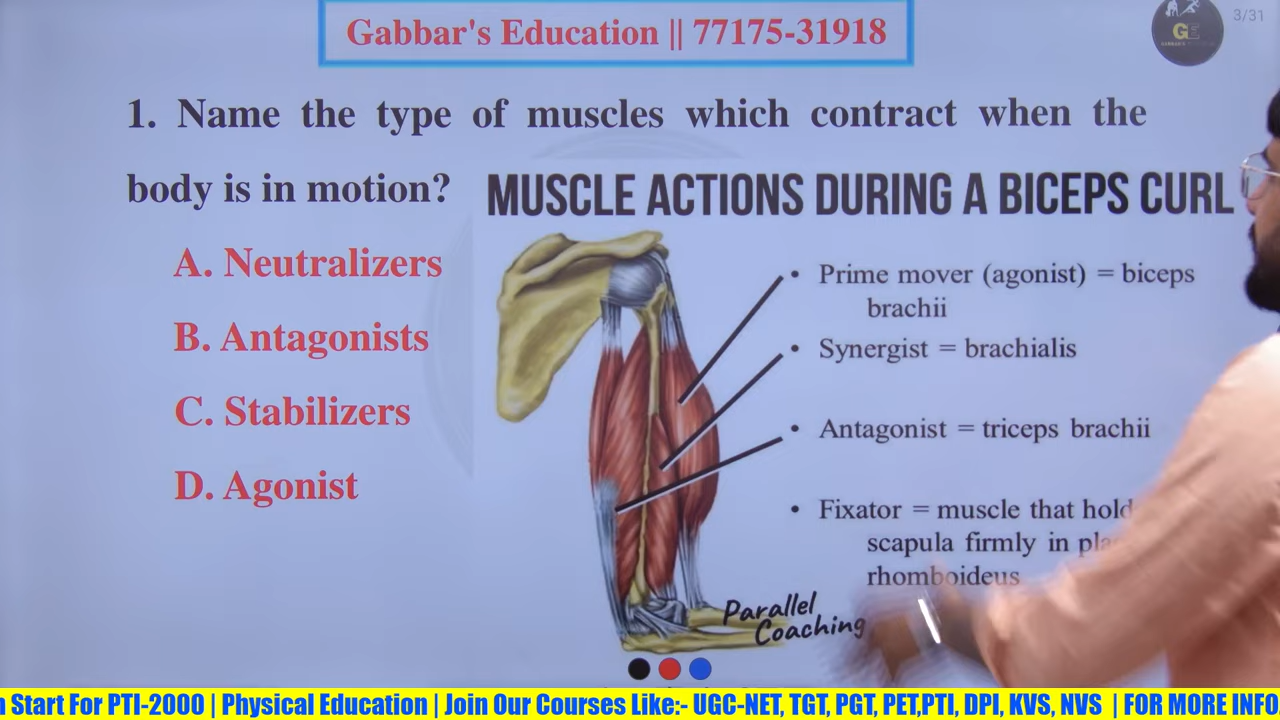 Gabbar's Education || 77175-31918
GE
3/31
1. Name the type of muscles which contract when the
body is in motion?
MUSCLE ACTIONS DURING A BICEPS CURL
A. Neutralizers
B. Antagonists
C. Stabilizers
D. Agonist
• Prime mover (agonist) = biceps
brachii
• Synergist = brachialis
• Antagonist = triceps brachii
• Fixator = muscle that hold
scapula firmly in
rhomboideus
Parallel
Coaching
Start For PTI-2000 | Physical Education | Join Our Courses Like:- UGC-NET, TGT, PGT, PET,PTI, DPI, KVS, NVS | FOR MORE INFO